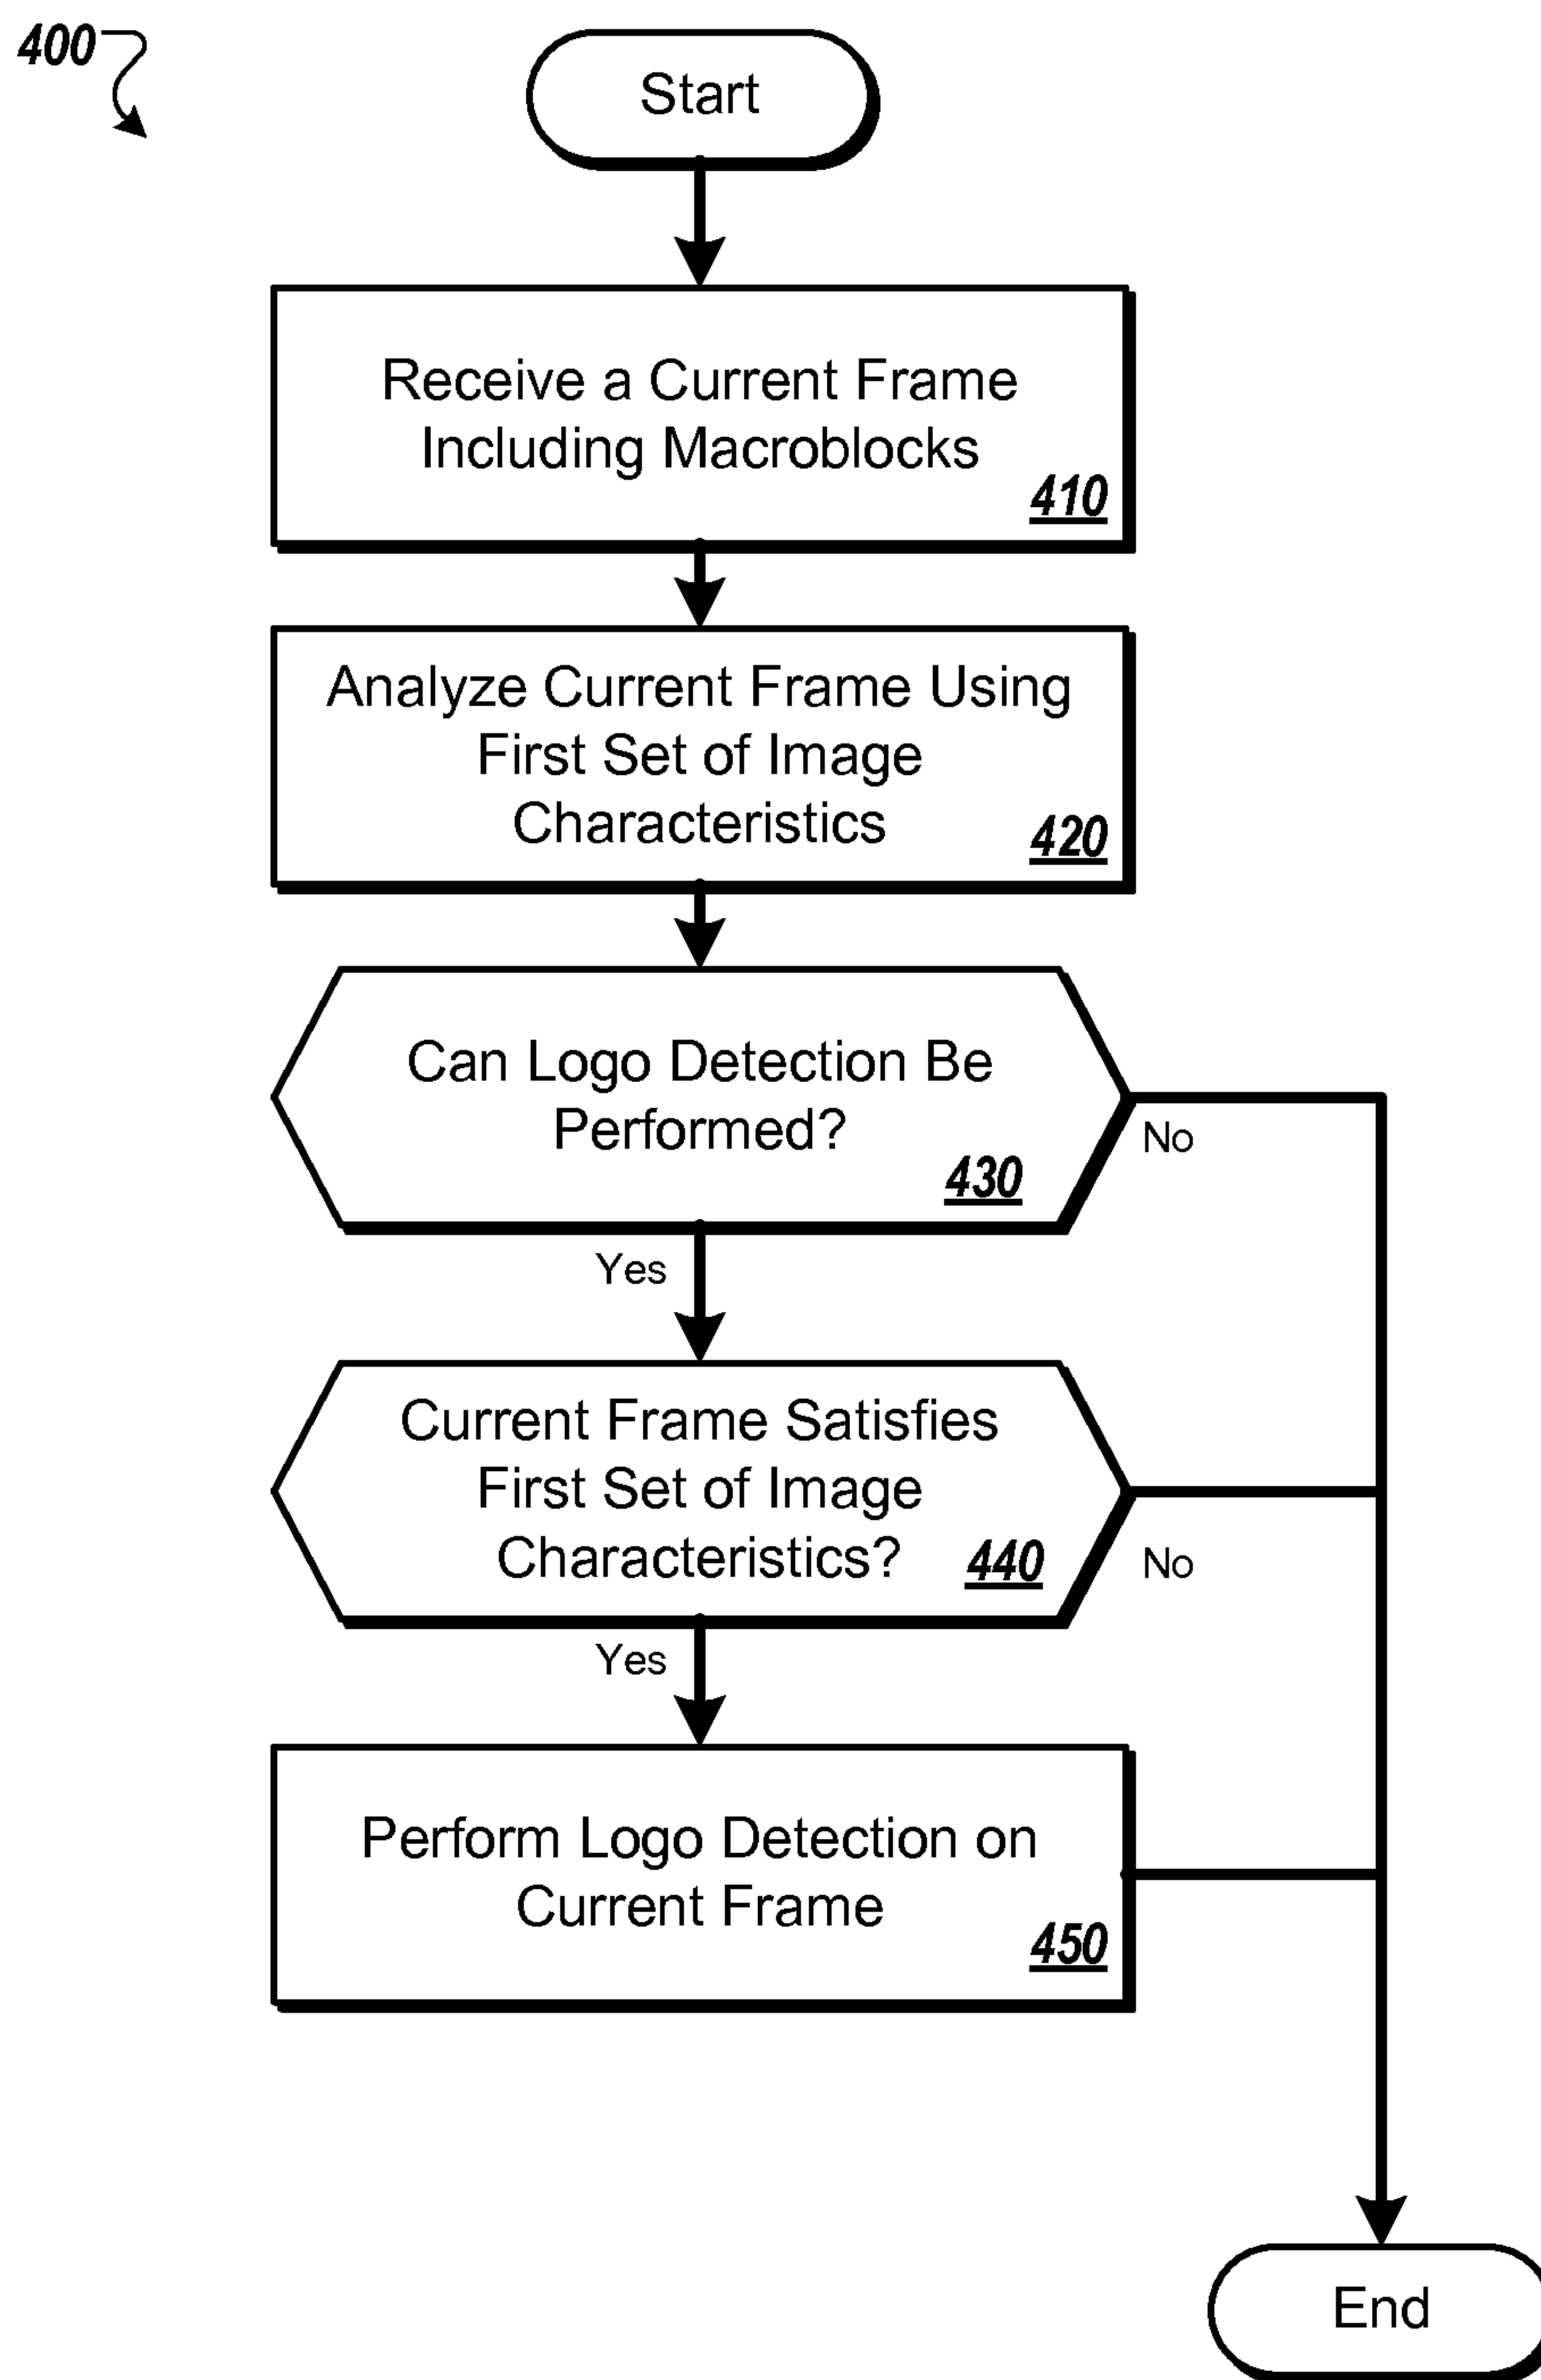 400
Start
Receive a Current Frame
Including Macroblocks
410
Analyze Current Frame Using
First Set of Image
Characteristics
420
Can Logo Detection Be
Performed?
430
No
Yes
Current Frame Satisfies
First Set of Image
Characteristics?
440
No
Yes
Perform Logo Detection on
Current Frame
450
End